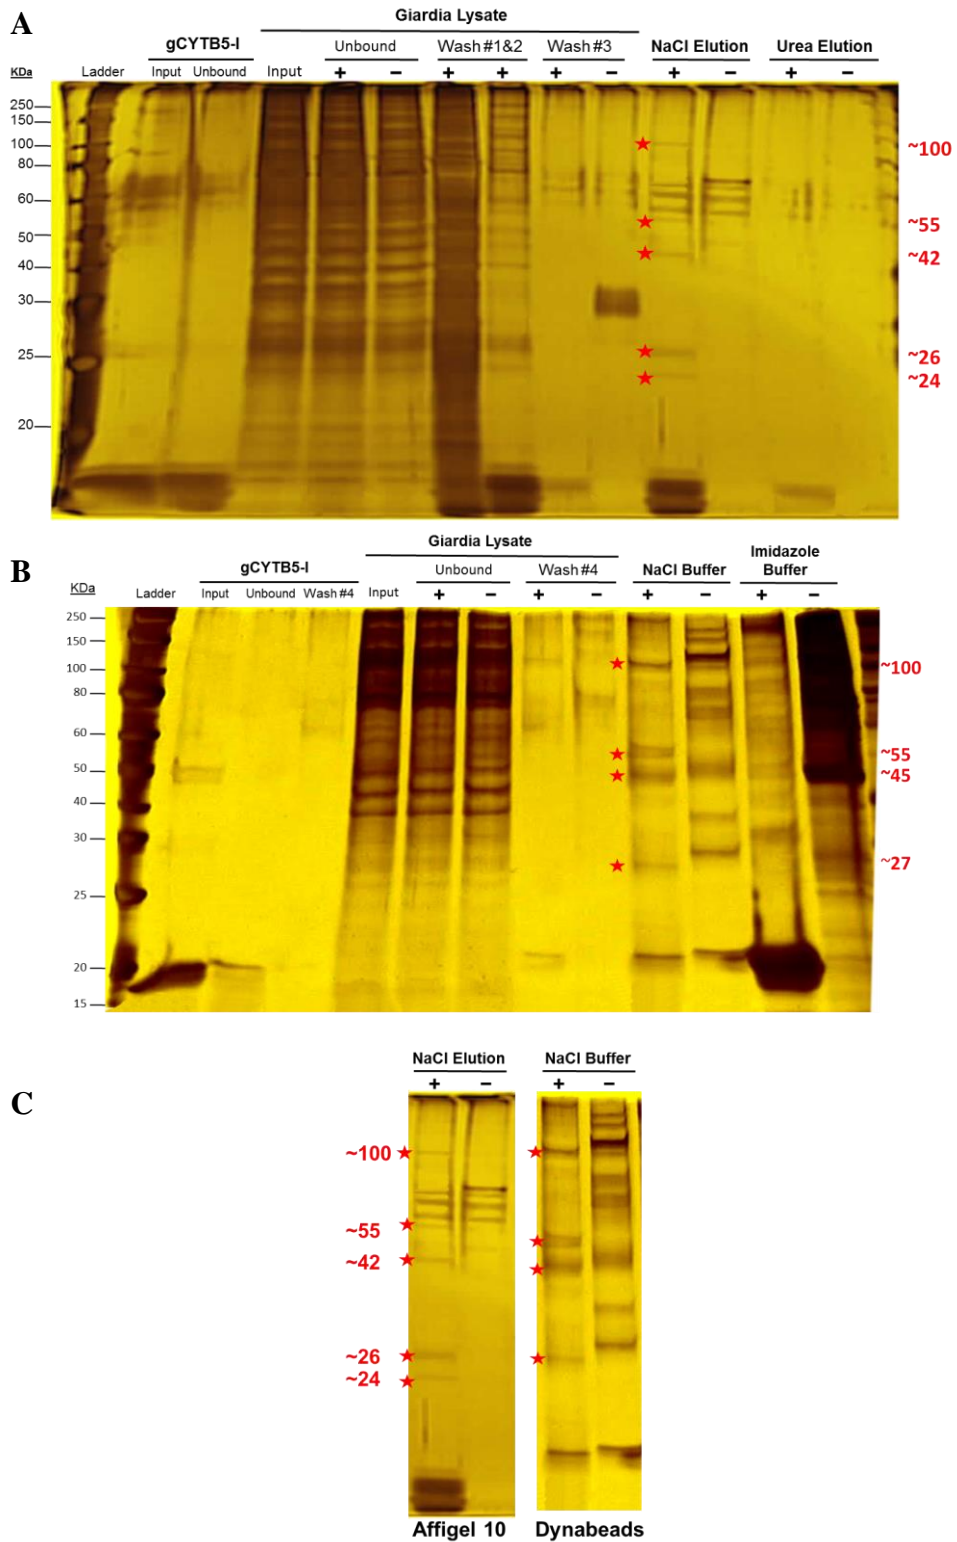 A
Giardia Lysate
gCYTB5-I
Unbound
Wash #1&2
Wash #3
NaCl Elution
Urea Elution
KDa
Ladder
Input
Unbound
Input
+
−
+
+
+
−
+
−
+
−
250
150
100
80
60
50
40
30
25
20
~100
~55
~42
~26
~24
B
Giardia Lysate
Imidazole
Buffer
gCYTB5-I
Unbound
Wash #4
NaCl Buffer
KDa
Ladder
Input
Unbound
Wash #4
Input
+
−
+
−
+
−
+
−
250
150
100
80
60
50
40
30
25
20
15
~100
~55
~45
~27
C
NaCl Elution
NaCl Buffer
+
−
+
−
~100
~55
~42
~26
~24
Affigel 10
Dynabeads